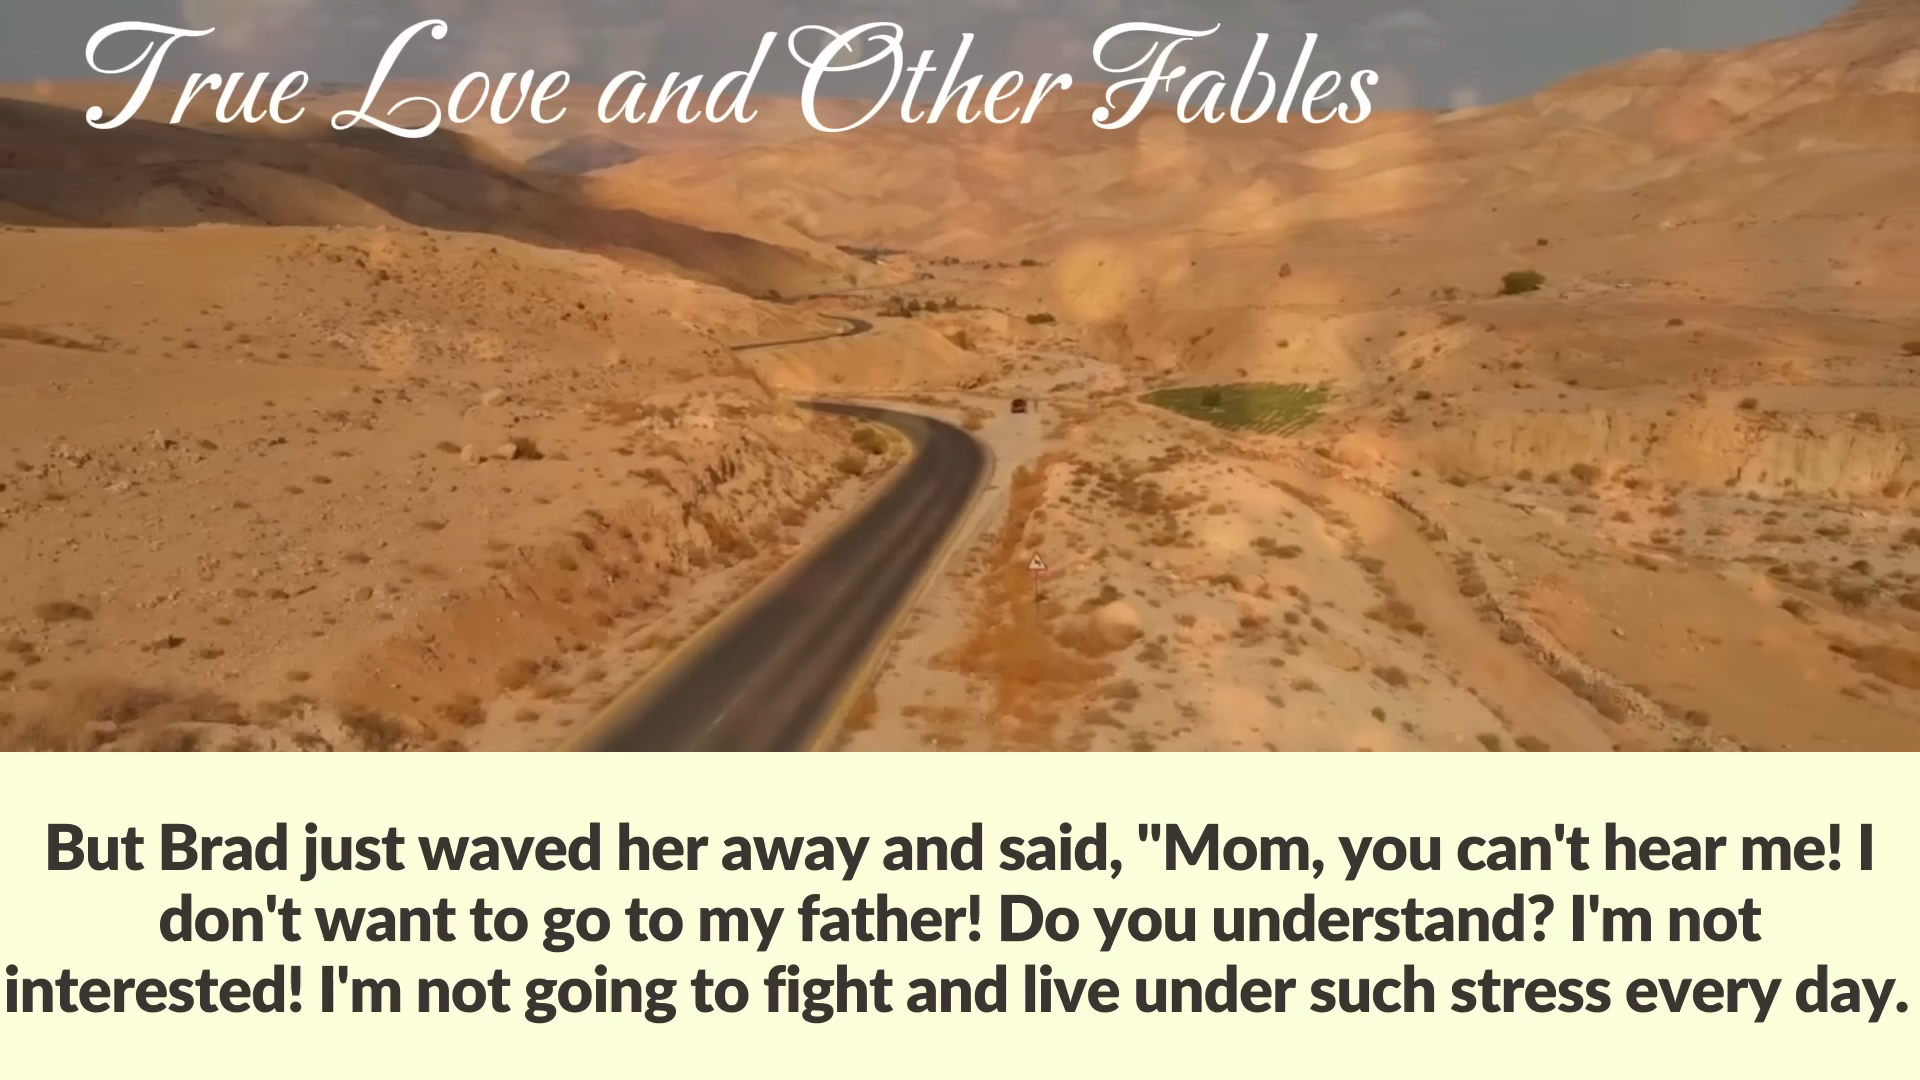 True Love and Other Fables
But Brad just waved her away and said, "Mom, you can't hear me! I
don't want to go to my father! Do you understand? I'm not
interested! I'm not going to fight and live under such stress every day.